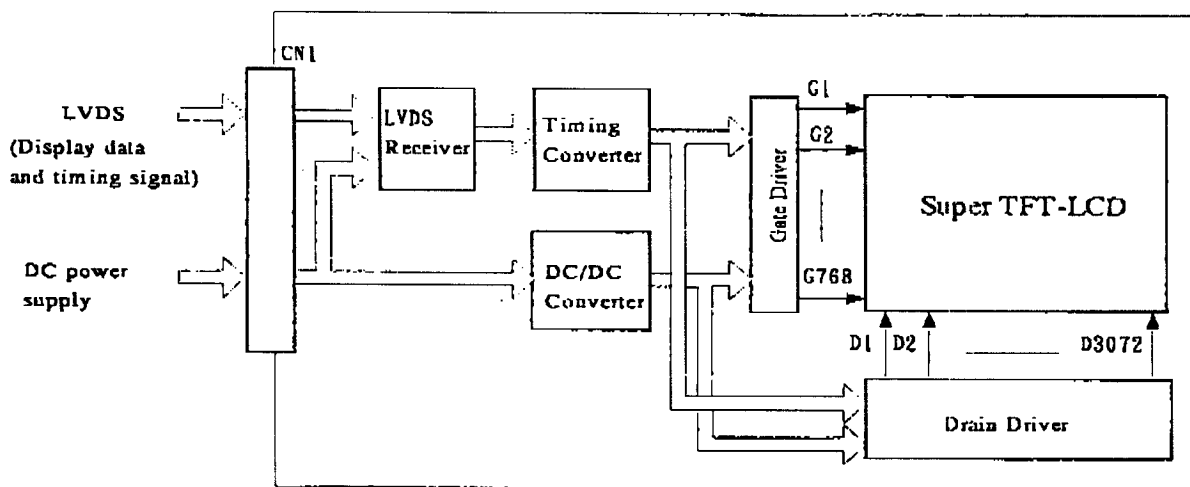 CN1
LVDS
(Display data
and timing signal)
DC power
supply
LVDS
Receiver
Timing
Converter
DC/DC
Converter
Gate Driver
G1
G2
G768
Super TFT-LCD
D1
D2
D3072
Drain Driver